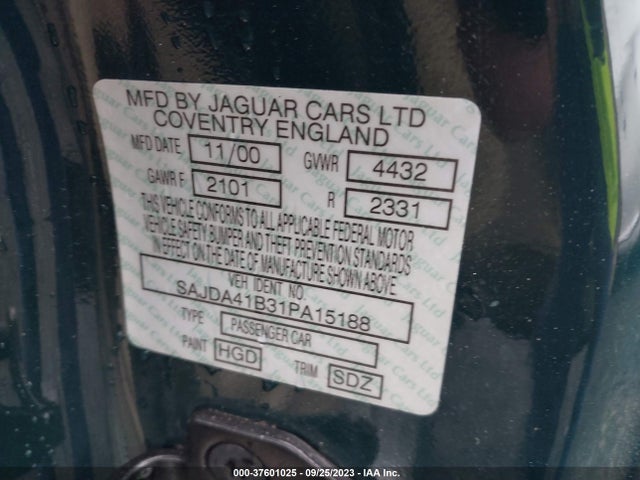 MFD BY JAGUAR CARS LTD
COVENTRY ENGLAND
MFD DATE 11/00 GVWR 4432
GAWR F 2101 R 2331
THIS VEHICLE CONFORMS TO ALL APPLICABLE FEDERAL MOTOR
VEHICLE SAFETY BUMPER AND THEFT PREVENTION STANDARDS
IN EFFECT ON THE DATE OF MANUFACTURE SHOWN ABOVE
VEH IDENT NO.
SAJDA41B31PA15188
TYPE PASSENGER CAR
PAINT HGD TRIM SDZ
000-37601025 - 09/25/2023 - IAA Inc.